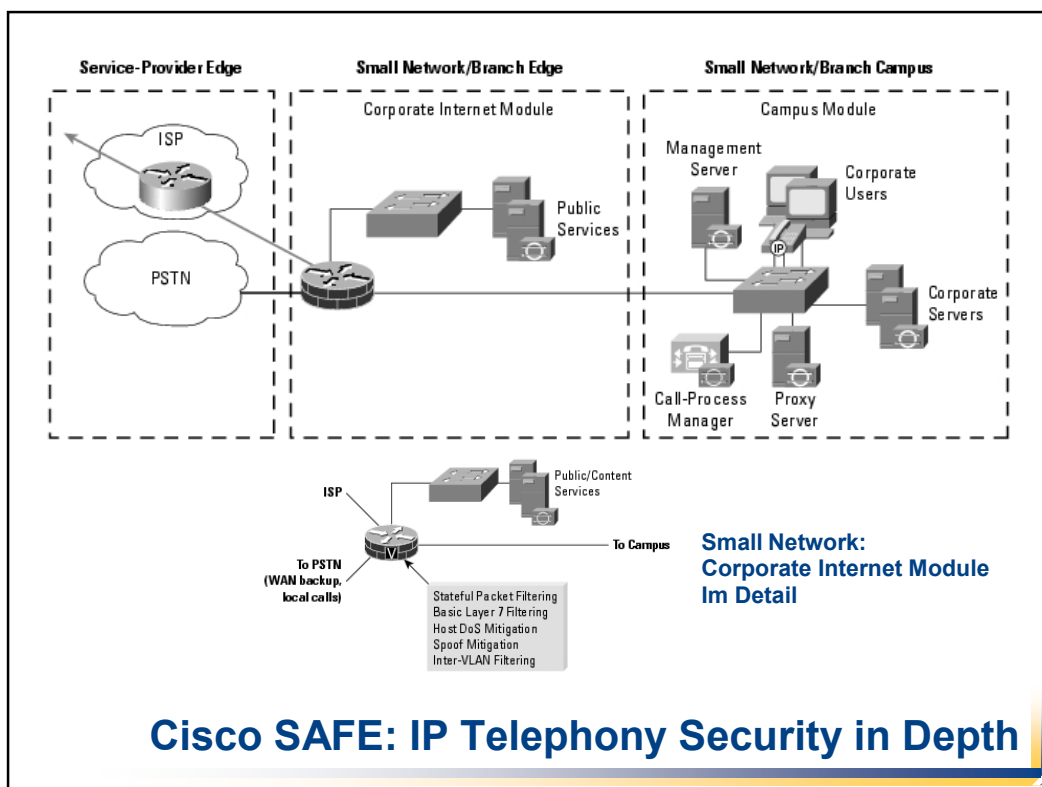 Service-Provider Edge
Small Network/Branch Edge
Small Network/Branch Campus
Corporate Internet Module
Campus Module
ISP
PSTN
Public
Services
Management
Server
Corporate
Users
IP
Corporate
Servers
Call-Process
Manager
Proxy
Server
ISP
Public/Content
Services
V
To Campus
To PSTN
(WAN backup,
local calls)
Stateful Packet Filtering
Basic Layer 7 Filtering
Host DoS Mitigation
Spoof Mitigation
Inter-VLAN Filtering
Small Network:
Corporate Internet Module
Im Detail
Cisco SAFE: IP Telephony Security in Depth